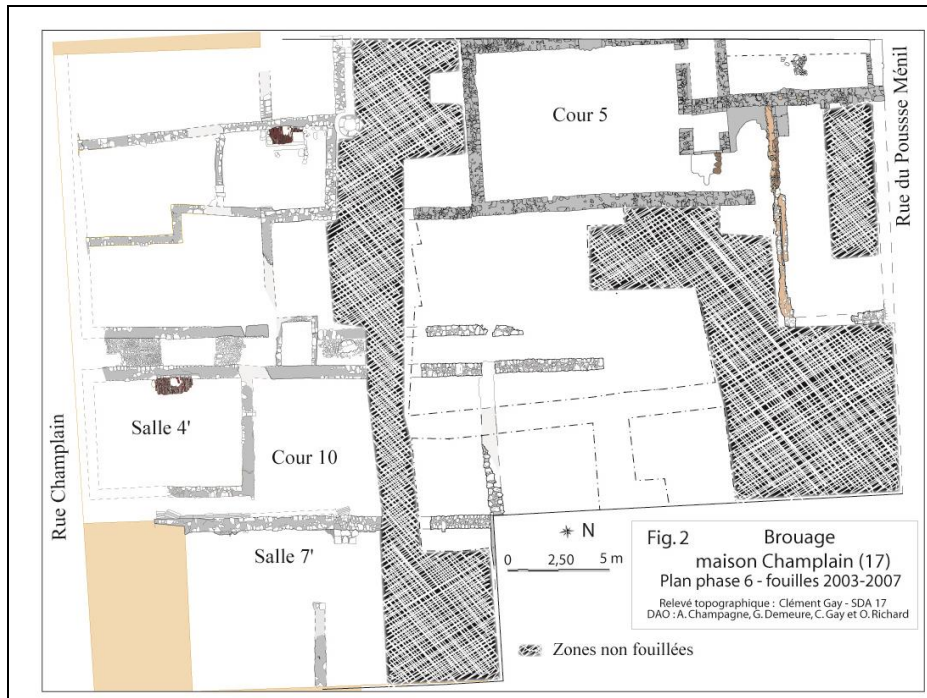 Cour 5
Rue du Pousse Ménil
Salle 4'
Cour 10
Rue Champlain
Salle 7'
N
0 2,50 5 m
Fig. 2 Brouage
maison Champlain (17)
Plan phase 6 - fouilles 2003-2007
Relevé topographique : Clément Gay - SDA 17
DAO : A. Champagne, G. Demeure, C. Gay et O. Richard
Zones non fouillées